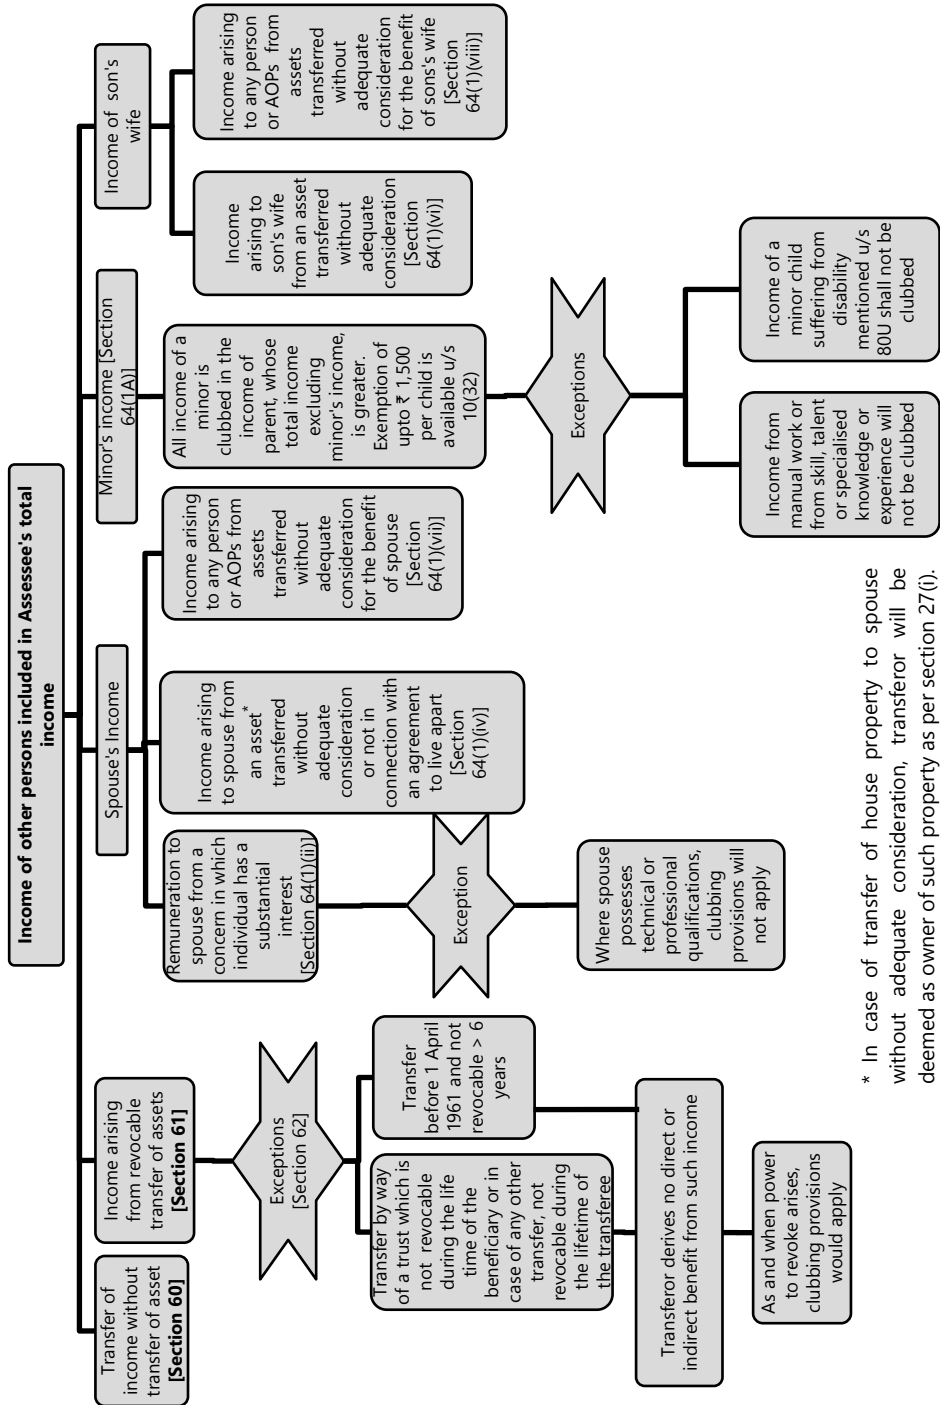 Income of other persons included in Assessee's total
income
Transfer of
income without
transfer of asset
[Section 60]
Income arising
from revocable
transfer of assets
[Section 61]
Exceptions
[Section 62]
Transfer by way
of a trust which is
not revocable
during the life
time of the
beneficiary or in
case of any other
transfer, not
revocable during
the lifetime of
the transferee
Transfer
before 1 April
1961 and not
revocable > 6
years
Transferor derives no direct or
indirect benefit from such income
As and when power
to revoke arises,
clubbing provisions
would apply
Spouse's Income
Remuneration to
spouse from a
concern in which
individual has a
substantial
interest
[Section 64(1)(ii)]
Exception
Where spouse
possesses
technical or
professional
qualifications,
clubbing
provisions will
not apply
Income arising
to spouse from
an asset*
transferred
without
adequate
consideration
or not in
connection with
an agreement
to live apart
[Section
64(1)(iv)]
Income arising
to any person
or AOPs from
assets
transferred
without
adequate
consideration
for the benefit
of spouse
[Section
64(1)(vii)]
Minor's income [Section
64(1A)]
All income of a
minor is
clubbed in the
income of
parent, whose
total income
excluding
minor's income,
is greater.
Exemption of
upto ₹ 1,500
per child is
available u/s
10(32)
Exceptions
Income from
manual work or
from skill, talent
or specialised
knowledge or
experience will
not be clubbed
Income of a
minor child
suffering from
disability
mentioned u/s
80U shall not be
clubbed
Income of son's
wife
Income
arising to
son's wife
from an asset
transferred
without
adequate
consideration
[Section
64(1)(vi)]
Income arising
to any person
or AOPs from
assets
transferred
without
adequate
consideration
for the benefit
of sons's wife
[Section
64(1)(viii)]
* In case of transfer of house property to spouse
without adequate consideration, transferor will be
deemed as owner of such property as per section 27(i).